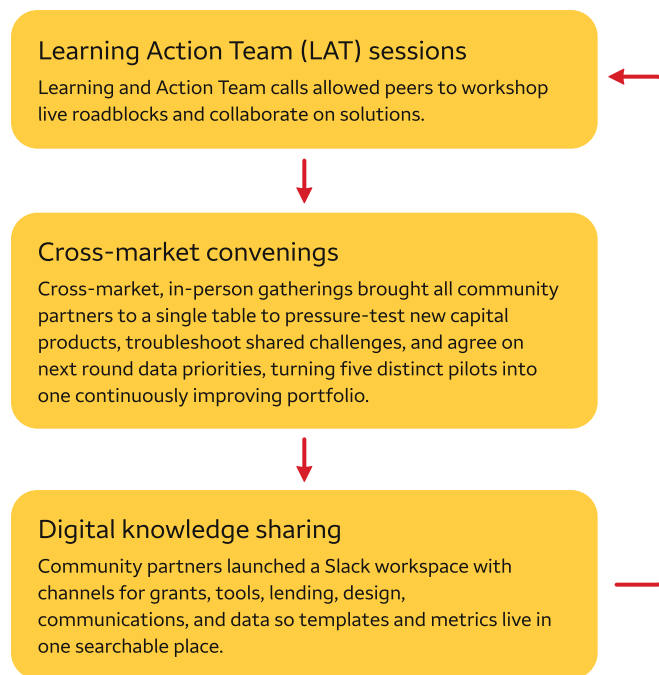 Learning Action Team (LAT) sessions
Learning and Action Team calls allowed peers to workshop
live roadblocks and collaborate on solutions.
Cross-market convenings
Cross-market, in-person gatherings brought all community
partners to a single table to pressure-test new capital
products, troubleshoot shared challenges, and agree on
next round data priorities, turning five distinct pilots into
one continuously improving portfolio.
Digital knowledge sharing
Community partners launched a Slack workspace with
channels for grants, tools, lending, design,
communications, and data so templates and metrics live in
one searchable place.